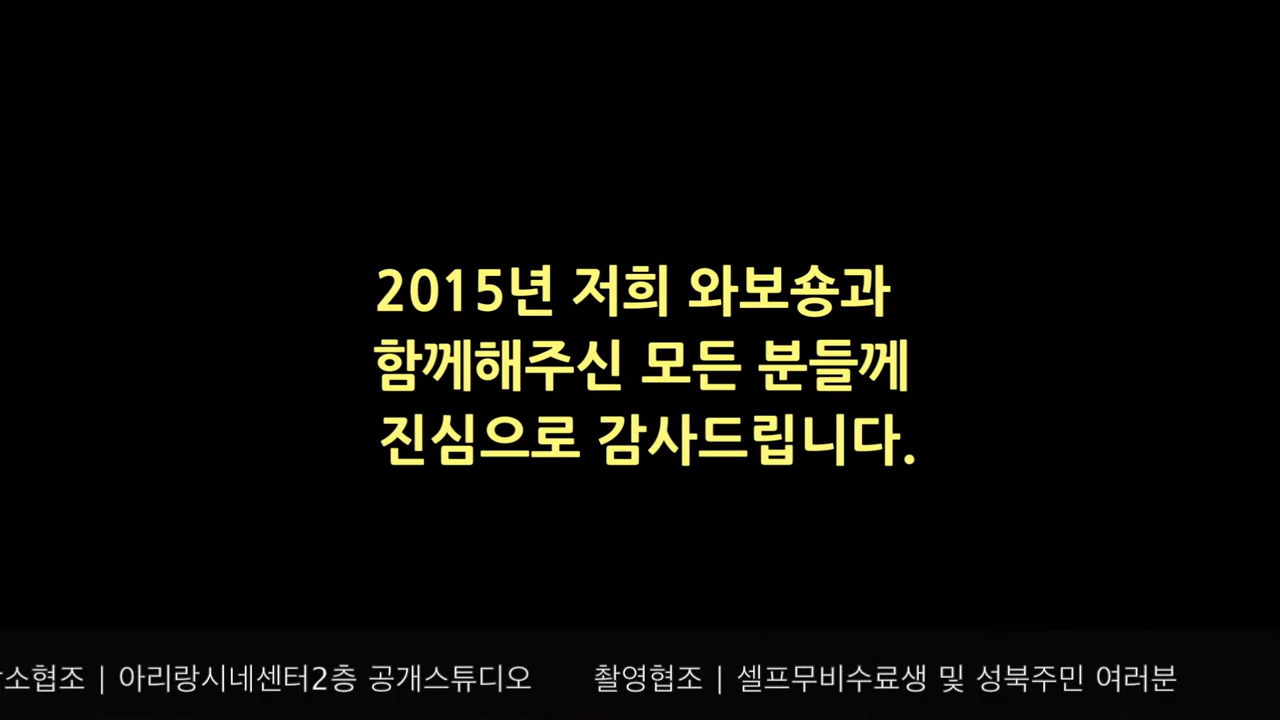 2015년 저희 와보숑과
함께해주신 모든 분들께
진심으로 감사드립니다.
소협조 | 아리랑시네센터2층 공개스튜디오 촬영협조 | 셀프무비수료생 및 성북주민 여러분